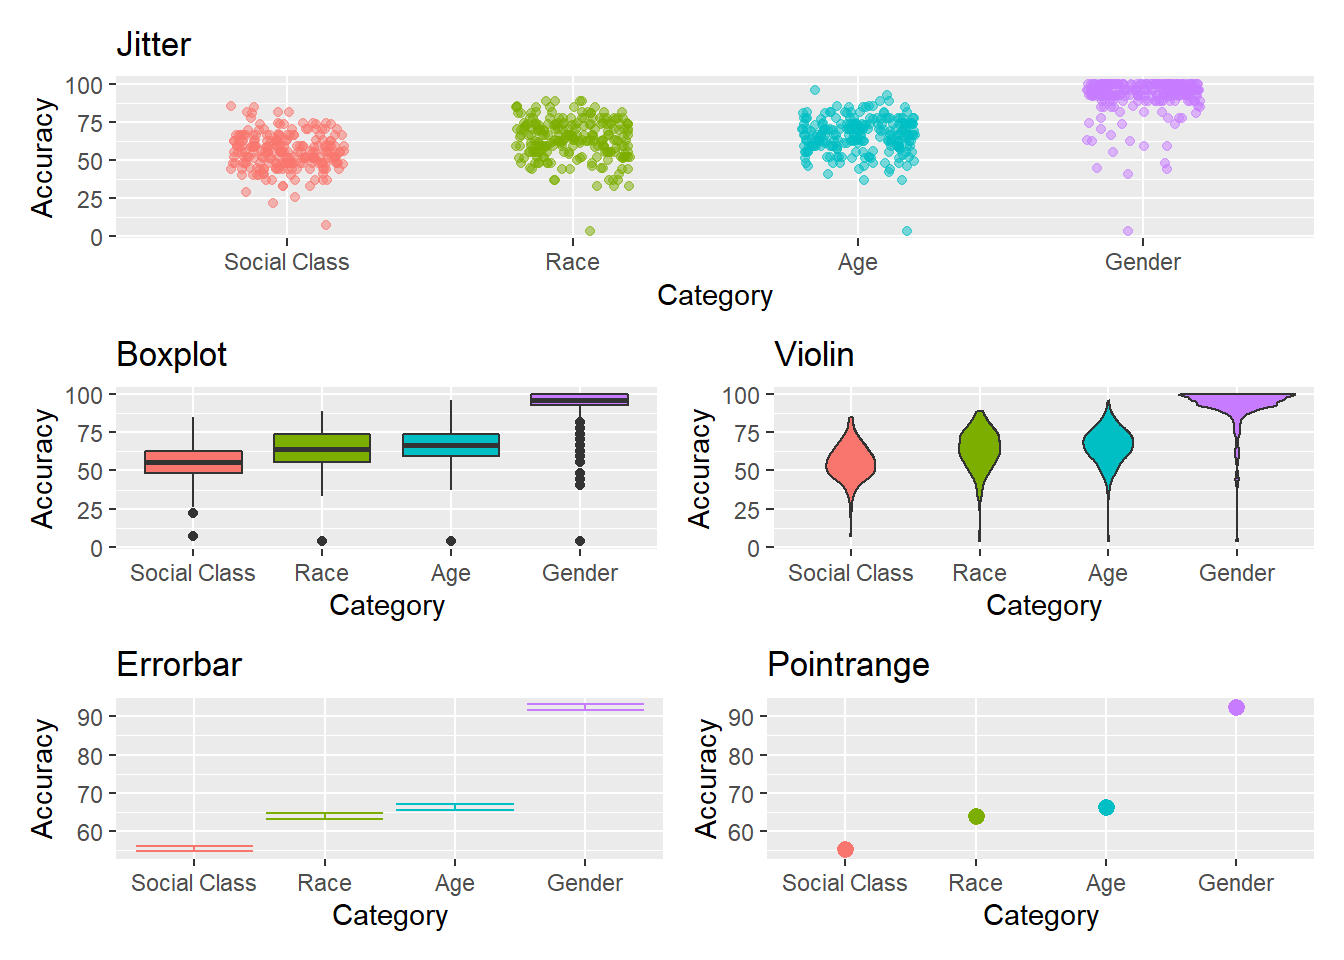 Jitter
Accuracy
100
75
50
25
0
Social Class Race Age Gender
Category
Boxplot
Accuracy
100
75
50
25
0
Social Class Race Age Gender
Category
Violin
Accuracy
100
75
50
25
0
Social Class Race Age Gender
Category
Errorbar
Accuracy
90
80
70
60
Social Class Race Age Gender
Category
Pointrange
Accuracy
90
80
70
60
Social Class Race Age Gender
Category